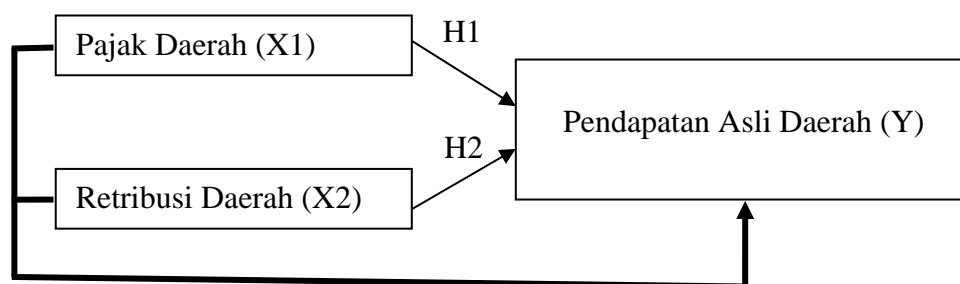 Pajak Daerah (X1)
H1
Pendapatan Asli Daerah (Y)
H2
Retribusi Daerah (X2)